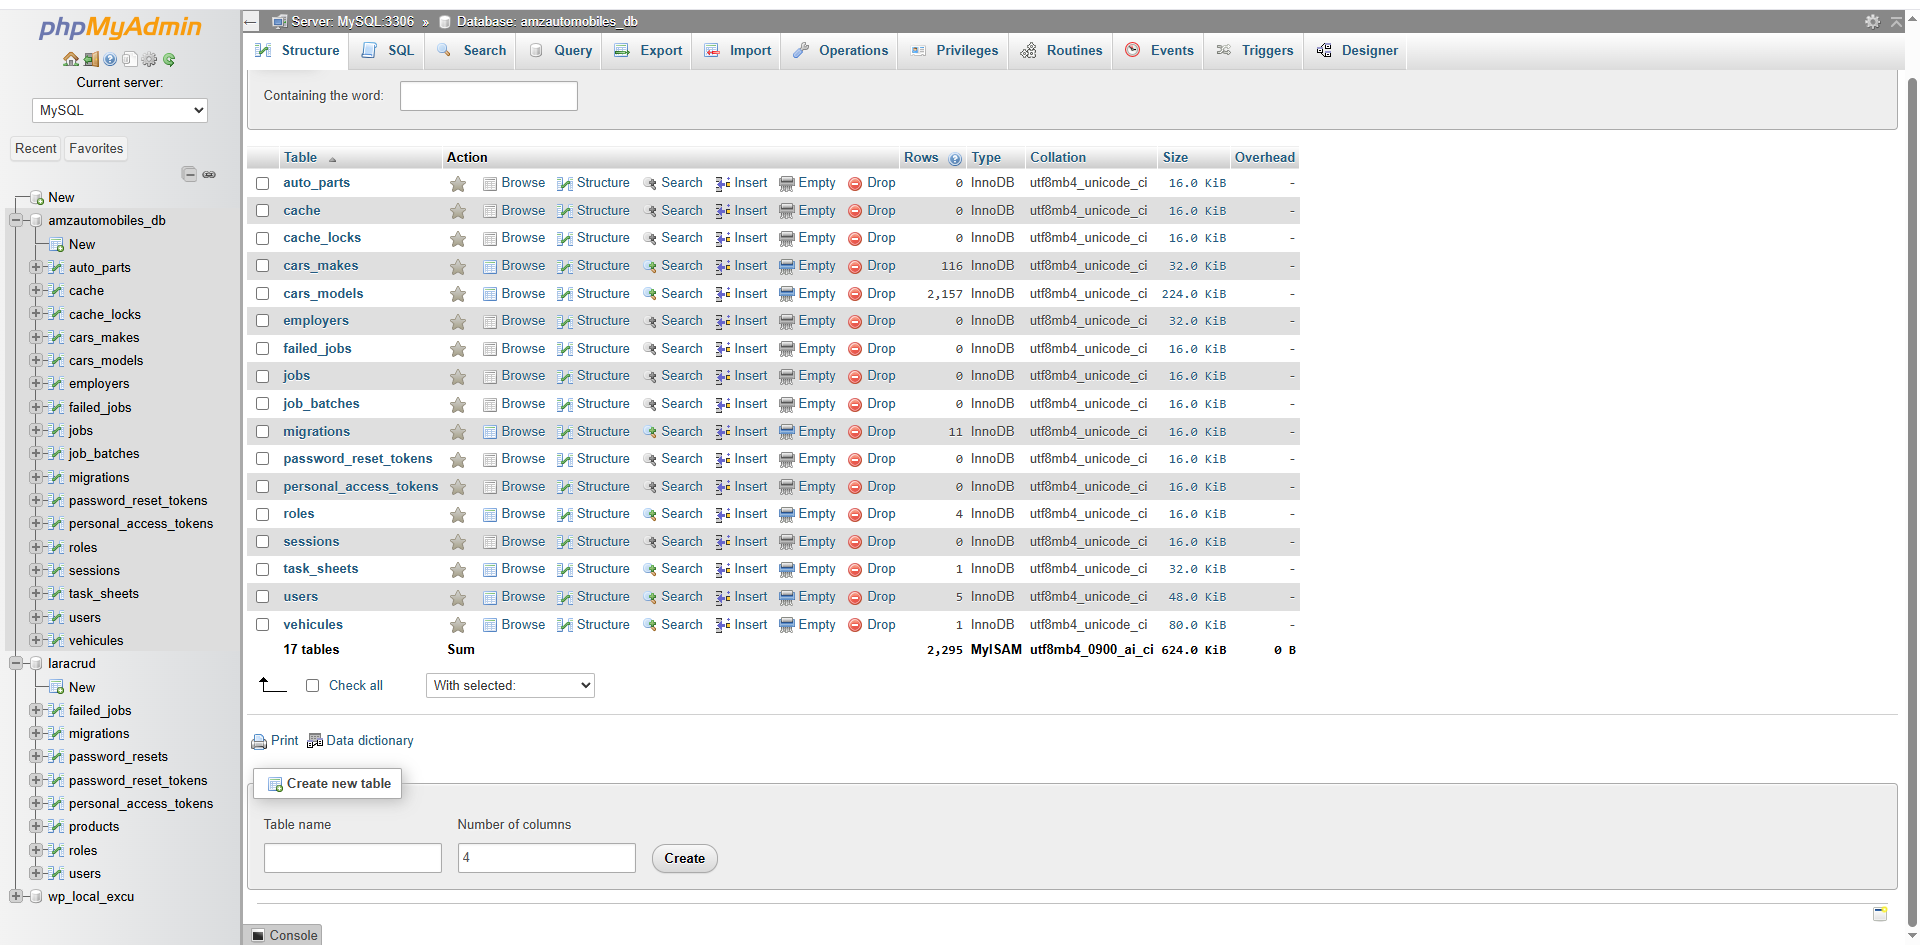 phpMyAdmin
Current server:
MySQL
Recent Favorites
New
amzautomobiles_db
New
auto_parts
cache
cache_locks
cars_makes
cars_models
employers
failed_jobs
jobs
job_batches
migrations
password_reset_tokens
personal_access_tokens
roles
sessions
task_sheets
users
vehicules
laracrud
New
failed_jobs
migrations
password_resets
password_reset_tokens
personal_access_tokens
products
roles
users
wp_local_excu
Server: MySQL:3306 » Database: amzautomobiles_db
Structure SQL Search Query Export Import Operations Privileges Routines Events Triggers Designer
Containing the word:
Table Action Rows Type Collation Size Overhead
auto_parts Browse Structure Search Insert Empty Drop 0 InnoDB utf8mb4_unicode_ci 16.0 KiB -
cache Browse Structure Search Insert Empty Drop 0 InnoDB utf8mb4_unicode_ci 16.0 KiB -
cache_locks Browse Structure Search Insert Empty Drop 0 InnoDB utf8mb4_unicode_ci 16.0 KiB -
cars_makes Browse Structure Search Insert Empty Drop 116 InnoDB utf8mb4_unicode_ci 32.0 KiB -
cars_models Browse Structure Search Insert Empty Drop 2,157 InnoDB utf8mb4_unicode_ci 224.0 KiB -
employers Browse Structure Search Insert Empty Drop 0 InnoDB utf8mb4_unicode_ci 32.0 KiB -
failed_jobs Browse Structure Search Insert Empty Drop 0 InnoDB utf8mb4_unicode_ci 16.0 KiB -
jobs Browse Structure Search Insert Empty Drop 0 InnoDB utf8mb4_unicode_ci 16.0 KiB -
job_batches Browse Structure Search Insert Empty Drop 0 InnoDB utf8mb4_unicode_ci 16.0 KiB -
migrations Browse Structure Search Insert Empty Drop 11 InnoDB utf8mb4_unicode_ci 16.0 KiB -
password_reset_tokens Browse Structure Search Insert Empty Drop 0 InnoDB utf8mb4_unicode_ci 16.0 KiB -
personal_access_tokens Browse Structure Search Insert Empty Drop 0 InnoDB utf8mb4_unicode_ci 16.0 KiB -
roles Browse Structure Search Insert Empty Drop 4 InnoDB utf8mb4_unicode_ci 16.0 KiB -
sessions Browse Structure Search Insert Empty Drop 0 InnoDB utf8mb4_unicode_ci 16.0 KiB -
task_sheets Browse Structure Search Insert Empty Drop 1 InnoDB utf8mb4_unicode_ci 32.0 KiB -
users Browse Structure Search Insert Empty Drop 5 InnoDB utf8mb4_unicode_ci 48.0 KiB -
vehicules Browse Structure Search Insert Empty Drop 1 InnoDB utf8mb4_unicode_ci 80.0 KiB -
17 tables Sum 2,295 MyISAM utf8mb4_0900_ai_ci 624.0 KiB 0 B
Check all With selected:
Print Data dictionary
Create new table
Table name Number of columns
4 Create
Console